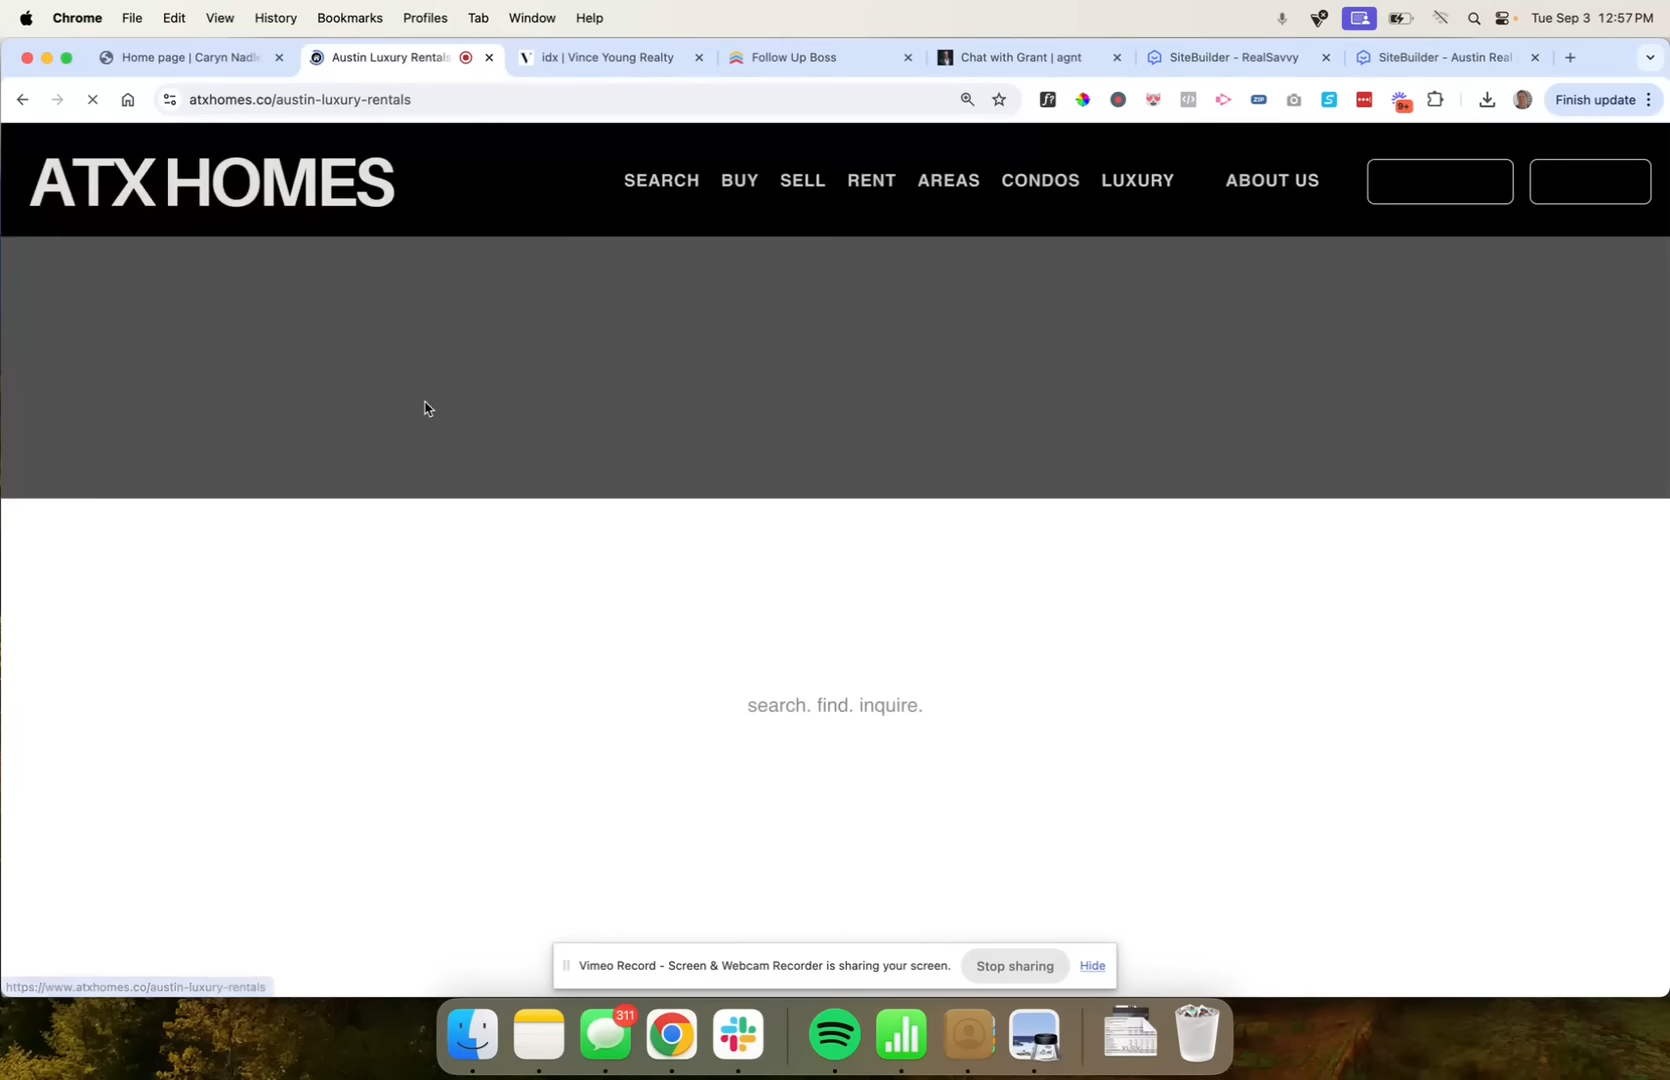 Chrome File Edit View History Bookmarks Profiles Tab Window Help Tue Sep 3 12:57 PM
Home page | Caryn Nadl Austin Luxury Rentals idx | Vince Young Realty Follow Up Boss Chat with Grant | agnt SiteBuilder - RealSavvy SiteBuilder - Austin Real
atxhomes.co/austin-luxury-rentals f? ZIP S 9+ Finish update
ATX HOMES SEARCH BUY SELL RENT AREAS CONDOS LUXURY ABOUT US
search. find. inquire.
Vimeo Record - Screen & Webcam Recorder is sharing your screen. Stop sharing Hide
https://www.atxhomes.co/austin-luxury-rentals
311